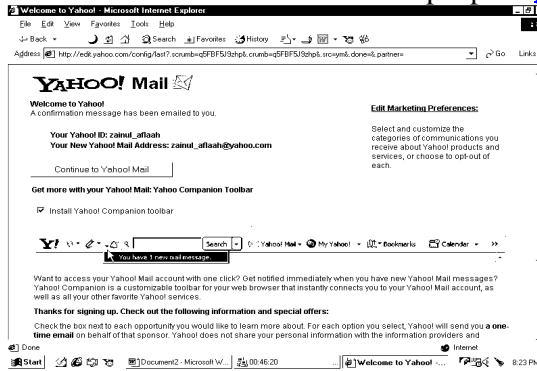 Welcome to Yahoo! - Microsoft Internet Explorer
File Edit View Favorites Tools Help
Back Search Favorites History
Address http://edit.yahoo.com/config/last?.scrumb=q5FBF5J9zhp&.crumb=q5FBF5J9zhp&.src=ym&.done=&.partner= Go Links
YAHOO! Mail
Welcome to Yahoo!
A confirmation message has been emailed to you.
Your Yahoo! ID: zainul_aflaah
Your New Yahoo! Mail Address: zainul_aflaah@yahoo.com
Continue to Yahoo! Mail
Edit Marketing Preferences:
Select and customize the
categories of communications you
receive about Yahoo! products and
services, or choose to opt-out of
each.
Get more with your Yahoo! Mail: Yahoo Companion Toolbar
Install Yahoo! Companion toolbar
Y! Search Yahoo! Mail My Yahoo! Bookmarks Calendar »
You have 1 new mail message.
Want to access your Yahoo! Mail account with one click? Get notified immediately when you have new Yahoo! Mail messages?
Yahoo! Companion is a customizable toolbar for your web browser that instantly connects you to your Yahoo! Mail account, as
well as all your other favorite Yahoo! services.
Thanks for signing up. Check out the following information and special offers:
Check the box next to each opportunity you would like to learn more about. For each option you select, Yahoo! will send you a one-
time email on behalf of that sponsor. Yahoo! does not share your personal information with the information providers and
Done Internet
Start Document2 - Microsoft W... 00:46:20 ... Welcome to Yahoo! -... 8:23 PM